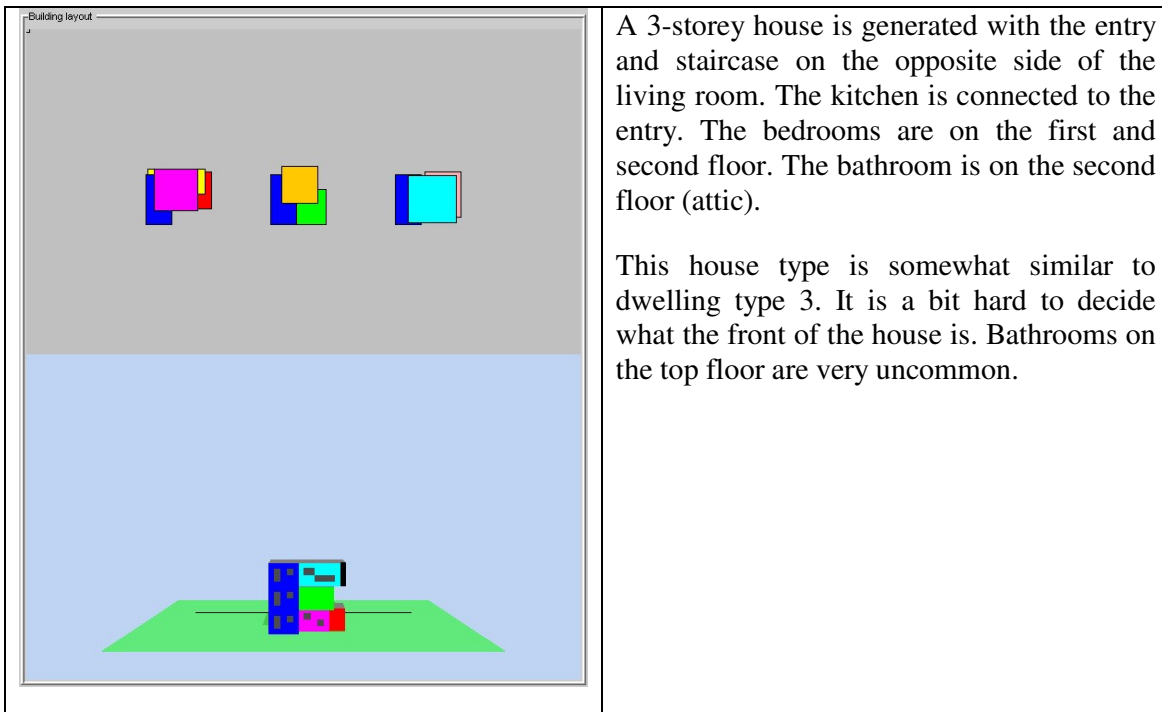 Building layout
A 3-storey house is generated with the entry
and staircase on the opposite side of the
living room. The kitchen is connected to the
entry. The bedrooms are on the first and
second floor. The bathroom is on the second
floor (attic).
This house type is somewhat similar to
dwelling type 3. It is a bit hard to decide
what the front of the house is. Bathrooms on
the top floor are very uncommon.